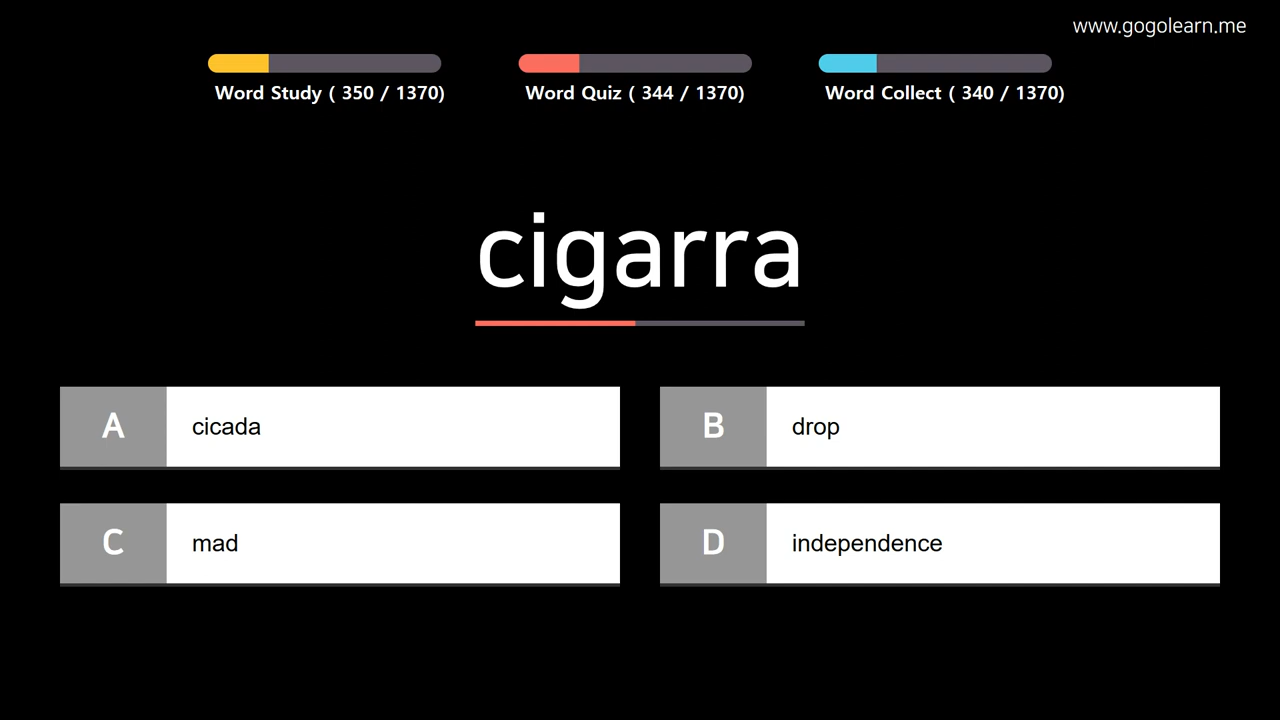 www.gogolearn.me
Word Study ( 350 / 1370)
Word Quiz ( 344 / 1370)
Word Collect ( 340 / 1370)
cigarra
A cicada
B drop
C mad
D independence